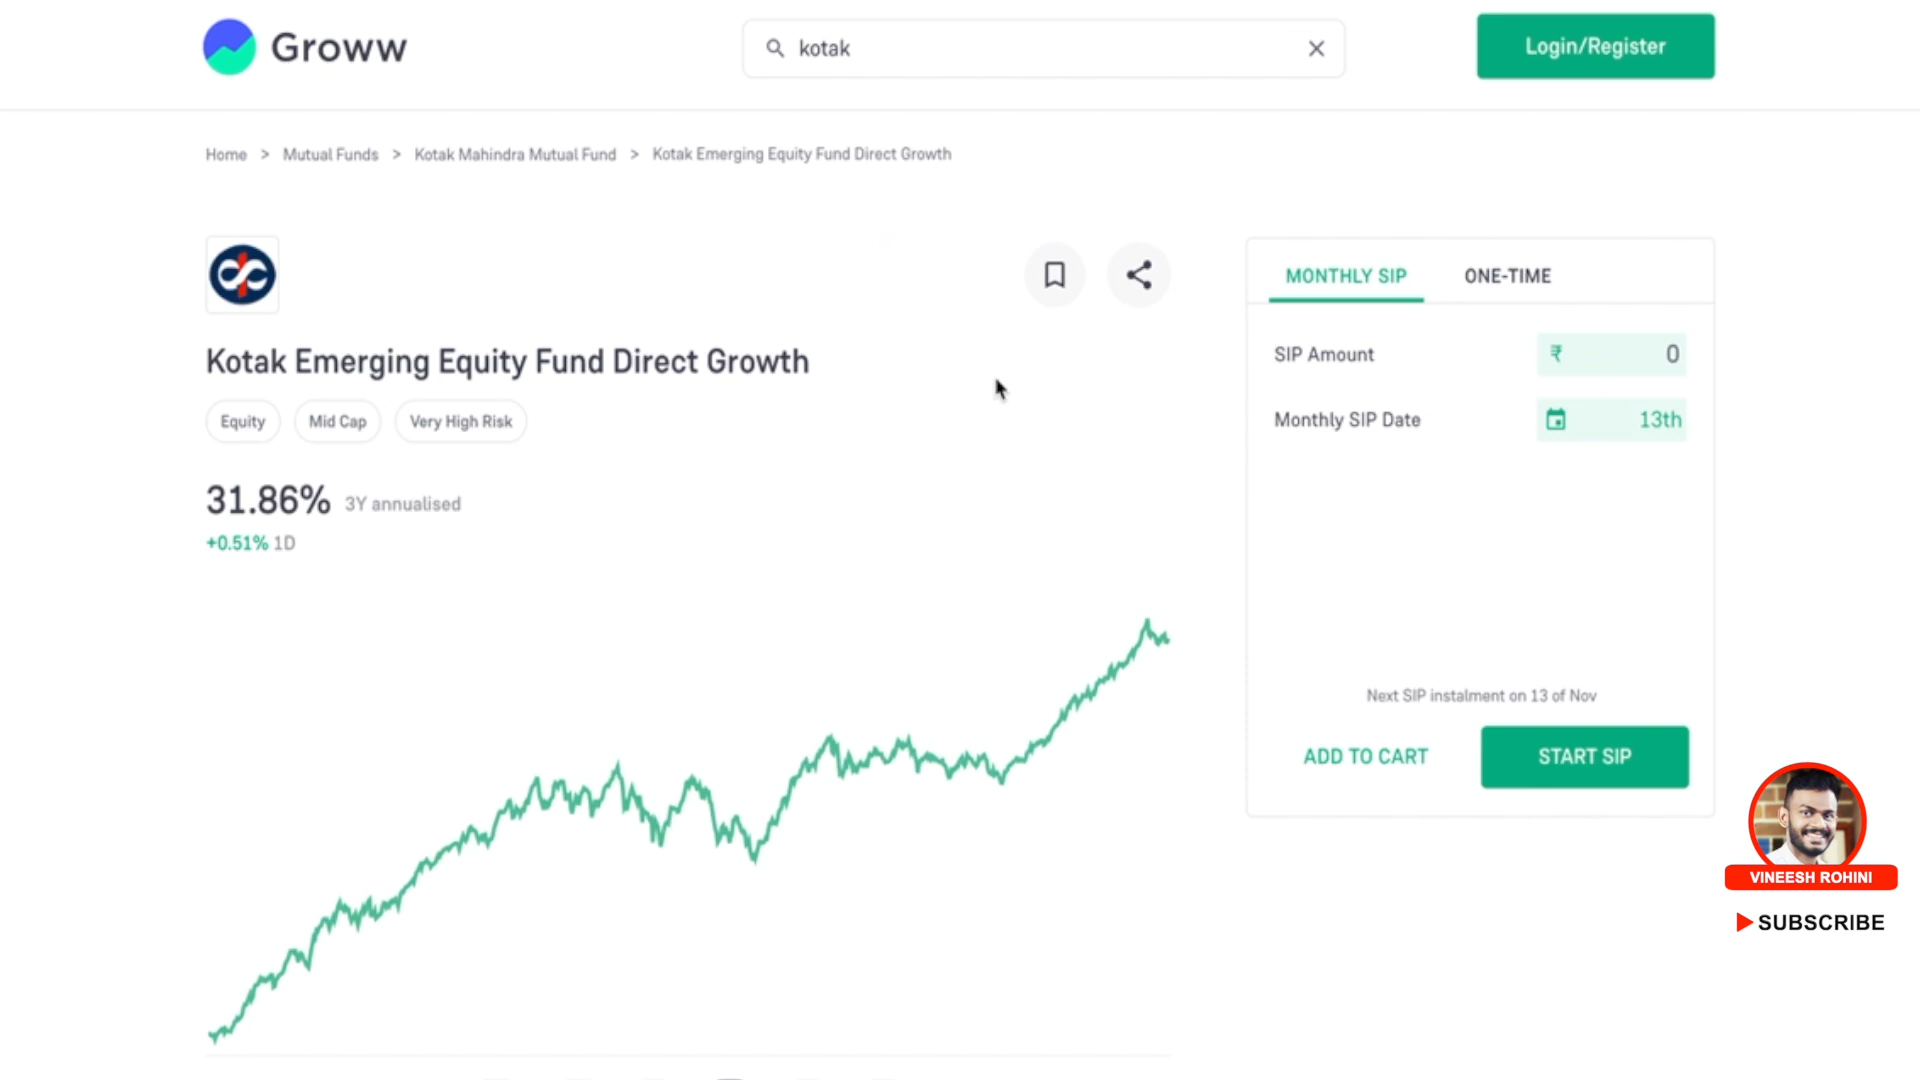 Groww
kotak
Login/Register
Home > Mutual Funds > Kotak Mahindra Mutual Fund > Kotak Emerging Equity Fund Direct Growth
MONTHLY SIP
ONE-TIME
SIP Amount
₹ 0
Monthly SIP Date
13th
Kotak Emerging Equity Fund Direct Growth
Equity
Mid Cap
Very High Risk
31.86% 3Y annualised
+0.51% 1D
Next SIP instalment on 13 of Nov
ADD TO CART
START SIP
VINEESH ROHINI
SUBSCRIBE